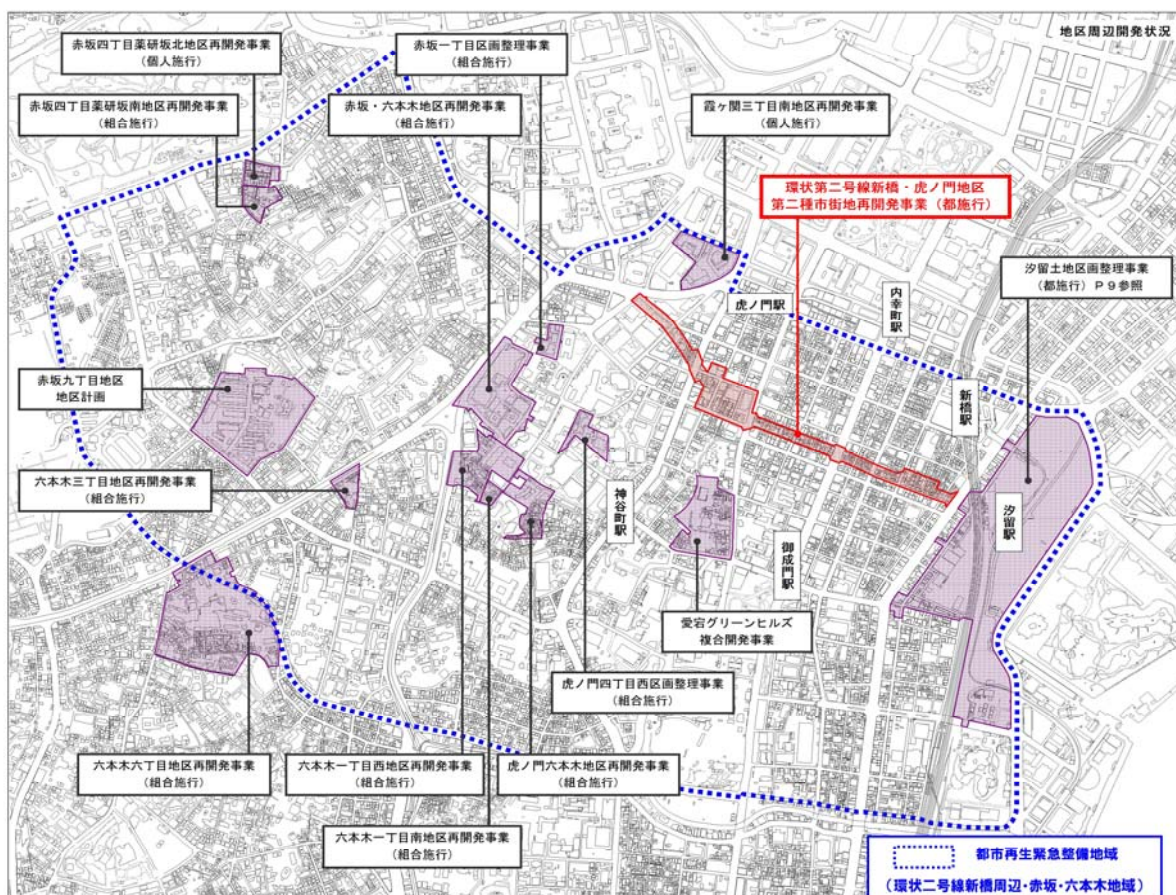 地区周辺開発状況
赤坂四丁目薬研坂北地区再開発事業
(個人施行)
赤坂一丁目区画整理事業
(組合施行)
赤坂四丁目薬研坂南地区再開発事業
(組合施行)
赤坂・六本木地区再開発事業
(組合施行)
霞ヶ関三丁目南地区再開発事業
(個人施行)
環状第二号線新橋・虎ノ門地区
第二種市街地再開発事業(都施行)
汐留土地区画整理事業
(都施行)P9参照
虎ノ門駅
内幸町駅
新橋駅
汐留駅
赤坂九丁目地区
地区計画
六本木三丁目地区再開発事業
(組合施行)
神谷町駅
御成門駅
愛宕グリーンヒルズ
複合開発事業
虎ノ門四丁目西区画整理事業
(組合施行)
六本木六丁目地区再開発事業
(組合施行)
六本木一丁目西地区再開発事業
(組合施行)
虎ノ門六本木地区再開発事業
(組合施行)
六本木一丁目南地区再開発事業
(組合施行)
都市再生緊急整備地域
(環状二号線新橋周辺・赤坂・六本木地域)